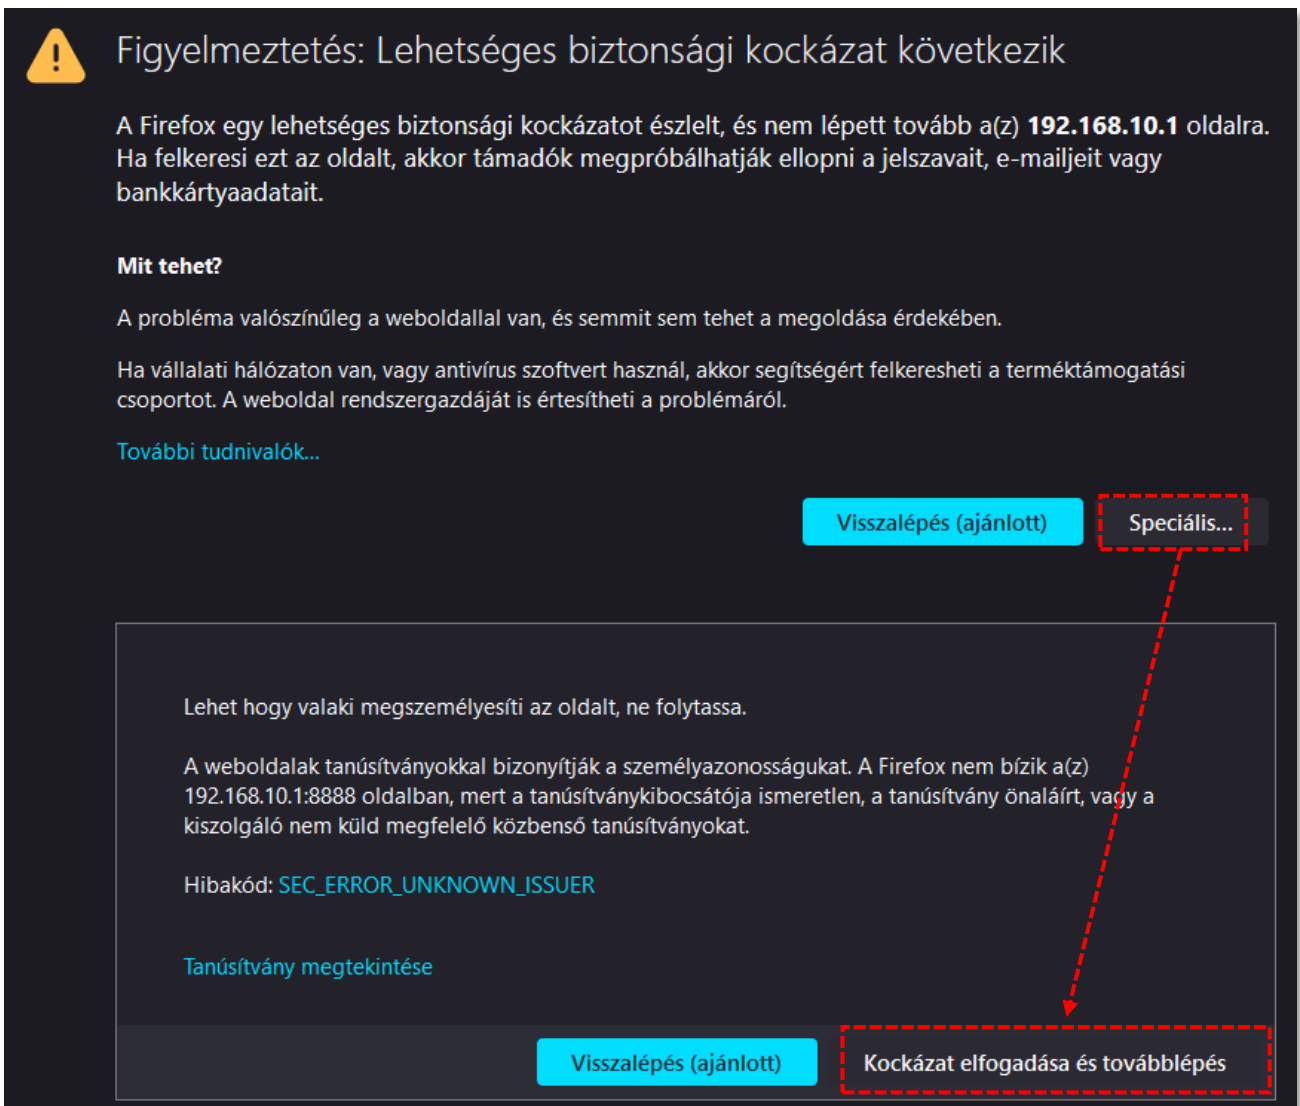 Figyelmeztetés: Lehetséges biztonsági kockázat következik
A Firefox egy lehetséges biztonsági kockázatot észlelt, és nem lépett tovább a(z) 192.168.10.1 oldalra.
Ha felkeresi ezt az oldalt, akkor támadók megpróbálhatják ellopni a jelszavait, e-mailjeit vagy
bankkártyaadatait.
Mit tehet?
A probléma valószínűleg a weboldallal van, és semmit sem tehet a megoldása érdekében.
Ha vállalati hálózaton van, vagy antivírus szoftvert használ, akkor segítségért felkeresheti a terméktámogatási
csoportot. A weboldal rendszergazdáját is értesítheti a problémáról.
További tudnivalók...
Visszalépés (ajánlott)
Speciális...
Lehet hogy valaki megszemélyesíti az oldalt, ne folytassa.
A weboldalak tanúsítványokkal bizonyítják a személyazonosságukat. A Firefox nem bízik a(z)
192.168.10.1:8888 oldalban, mert a tanúsítványkibocsátója ismeretlen, a tanúsítvány önaláírt, vagy a
kiszolgáló nem küld megfelelő közbenső tanúsítványokat.
Hibakód: SEC_ERROR_UNKNOWN_ISSUER
Tanúsítvány megtekintése
Visszalépés (ajánlott)
Kockázat elfogadása és továbblépés